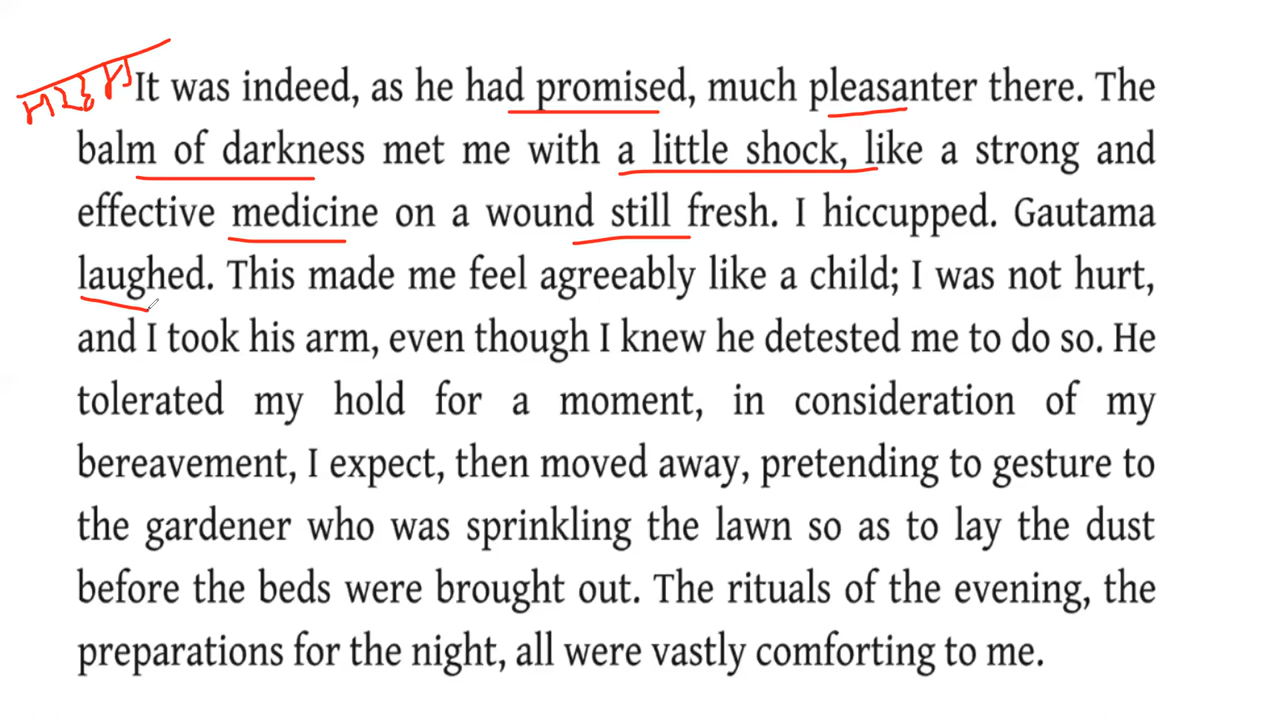 It was indeed, as he had promised, much pleasanter there. The
balm of darkness met me with a little shock, like a strong and
effective medicine on a wound still fresh. I hiccupped. Gautama
laughed. This made me feel agreeably like a child; I was not hurt,
and I took his arm, even though I knew he detested me to do so. He
tolerated my hold for a moment, in consideration of my
bereavement, I expect, then moved away, pretending to gesture to
the gardener who was sprinkling the lawn so as to lay the dust
before the beds were brought out. The rituals of the evening, the
preparations for the night, all were vastly comforting to me.